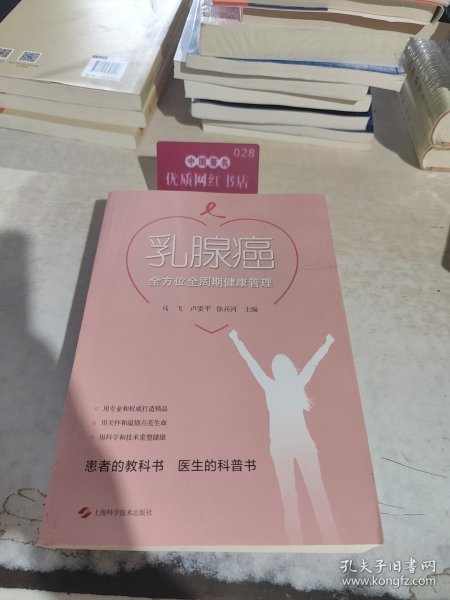 028
中国著名
优质网红书店
乳腺癌
全方位全周期健康管理
马 飞 卢雯平 徐兵河 主编
用专业和权威打造精品
用关怀和温情点亮生命
用科学和技术重塑健康
患者的教科书 医生的科普书
上海科学技术出版社
孔夫子旧书网
www.kongfz.com